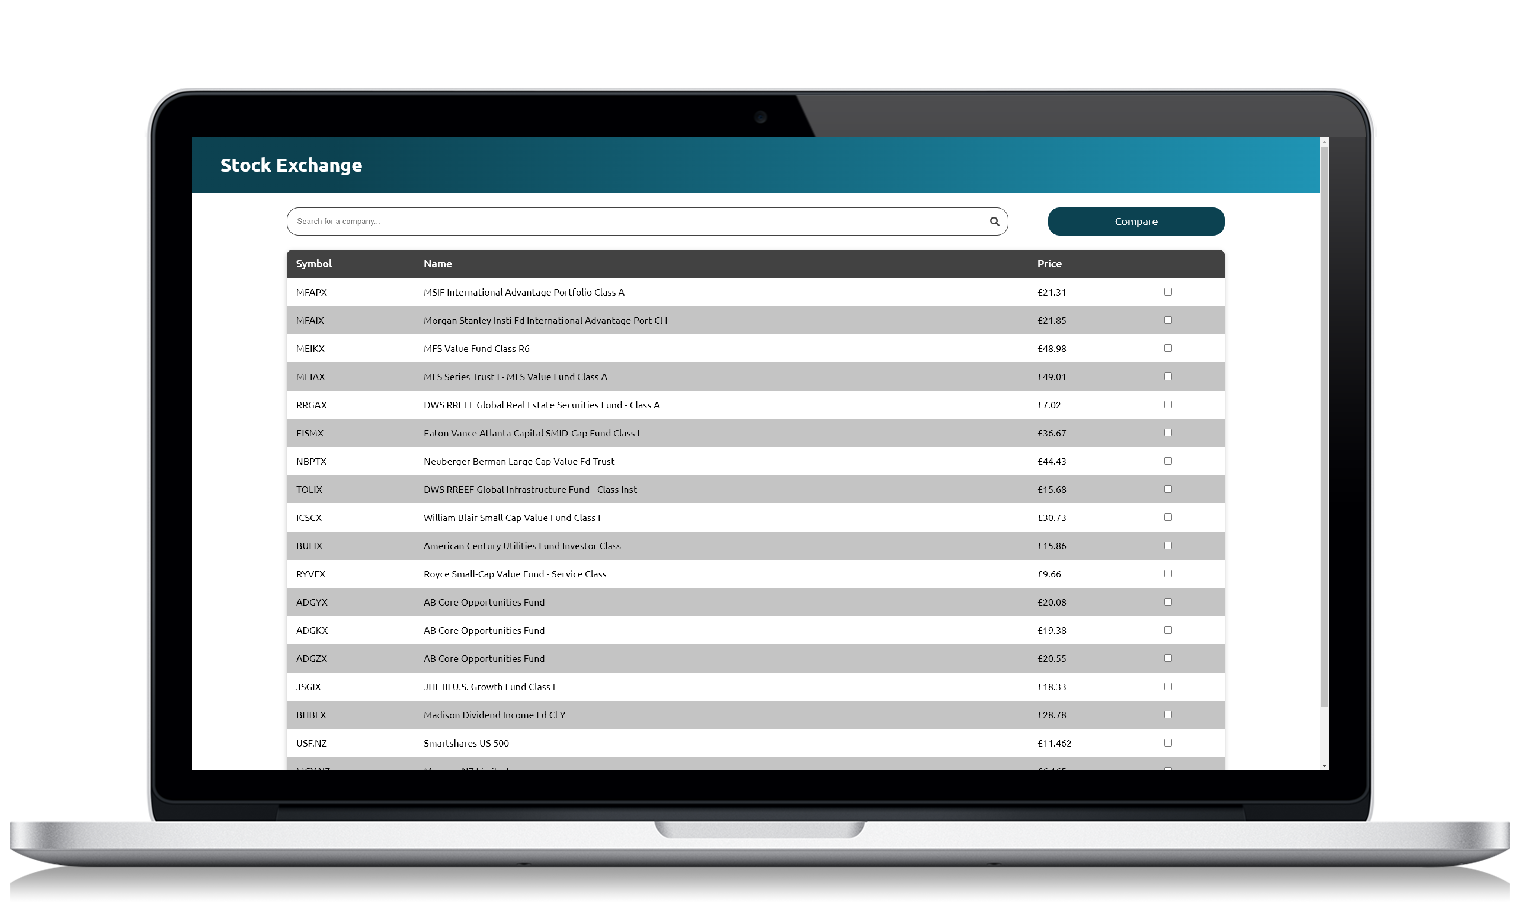 Stock Exchange
Search for a company...
Compare
Symbol Name Price
MFAPX MSIF International Advantage Portfolio Class A £21.31
MFAIX Morgan Stanley Insti Fd International Advantage Port Cl I £21.85
MEIKX MFS Value Fund Class R6 £48.98
MEIAX MFS Series Trust I - MFS Value Fund Class A £49.01
RRGAX DWS RREEF Global Real Estate Securities Fund - Class A £7.02
EISMX Eaton Vance Atlanta Capital SMID-Cap Fund Class I £36.67
NBPTX Neuberger Berman Large Cap Value Fd Trust £44.43
TOLIX DWS RREEF Global Infrastructure Fund - Class Inst £15.68
ICSCX William Blair Small Cap Value Fund Class I £30.73
BULIX American Century Utilities Fund Investor Class £15.86
RYVFX Royce Small-Cap Value Fund - Service Class £9.66
ADGYX AB Core Opportunities Fund £20.08
ADGKX AB Core Opportunities Fund £19.38
ADGZX AB Core Opportunities Fund £20.55
U.S. Growth Fund Class I £18.33
Madison Dividend Income Fd Cl Y £28.78
USF.NZ Smartshares US 500 £11.462